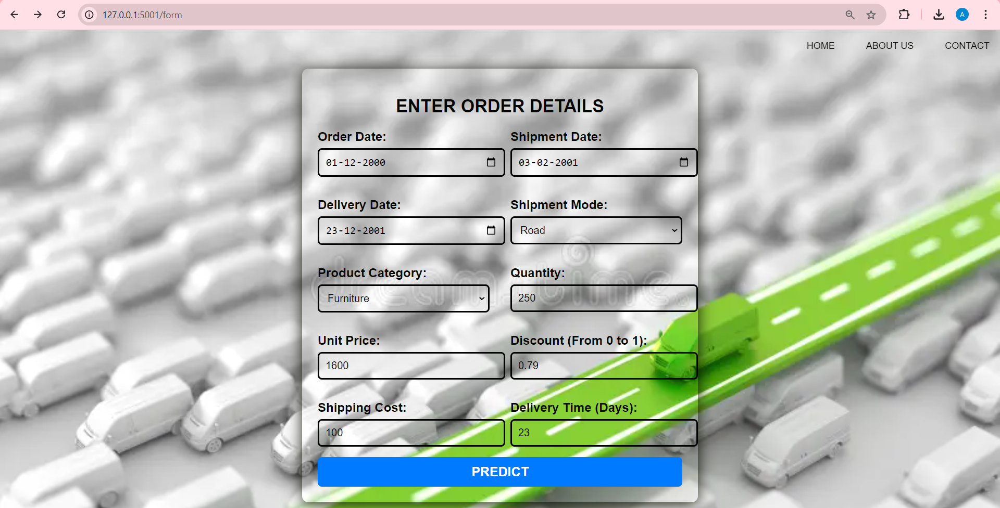 127.0.0.1:5001/form
A
HOME ABOUT US CONTACT
ENTER ORDER DETAILS
Order Date: Shipment Date:
01-12-2000 03-02-2001
Delivery Date: Shipment Mode:
23-12-2001 Road
Product Category: Quantity:
Furniture 250
dreamstime
Unit Price: Discount (From 0 to 1):
1600 0.79
Shipping Cost: Delivery Time (Days):
100 23
PREDICT